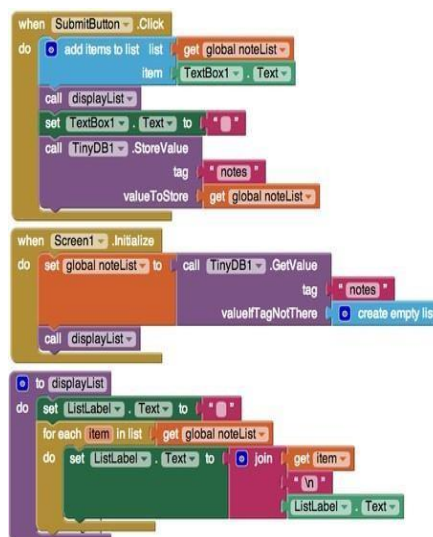 when SubmitButton .Click
do add items to list list get global noteList
item TextBox1 . Text
call displayList
set TextBox1 . Text to " "
call TinyDB1 .StoreValue
tag " notes "
valueToStore get global noteList
when Screen1 .Initialize
do set global noteList to call TinyDB1 .GetValue
tag " notes "
valueIfTagNotThere create empty list
call displayList
to displayList
do set ListLabel . Text to " "
for each item in list get global noteList
do set ListLabel . Text to join get item
" \n "
ListLabel . Text